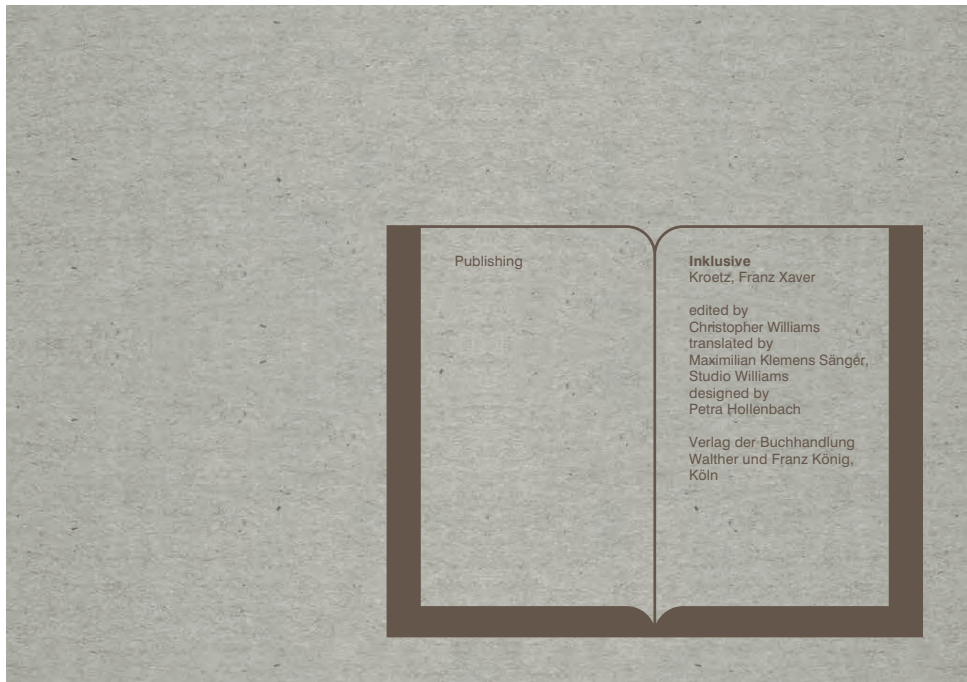 Publishing
Inklusive
Kroetz, Franz Xaver
edited by
Christopher Williams
translated by
Maximilian Klemens Sänger,
Studio Williams
designed by
Petra Hollenbach
Verlag der Buchhandlung
Walther und Franz König,
Köln